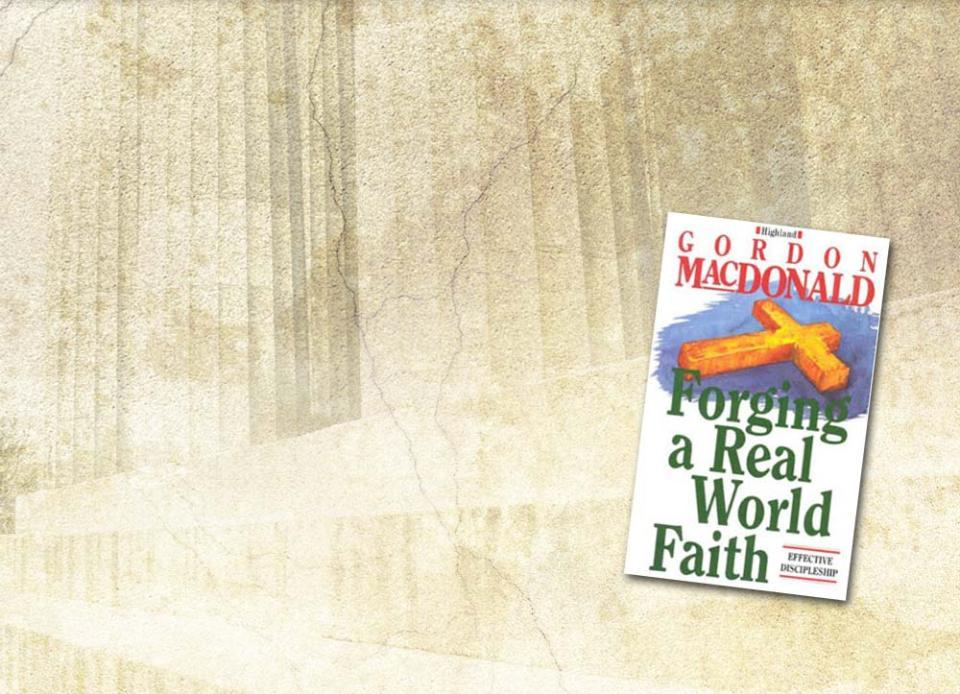 Highland
GORDON
MACDONALD
Forging
a Real
World
Faith
EFFECTIVE
DISCIPLESHIP